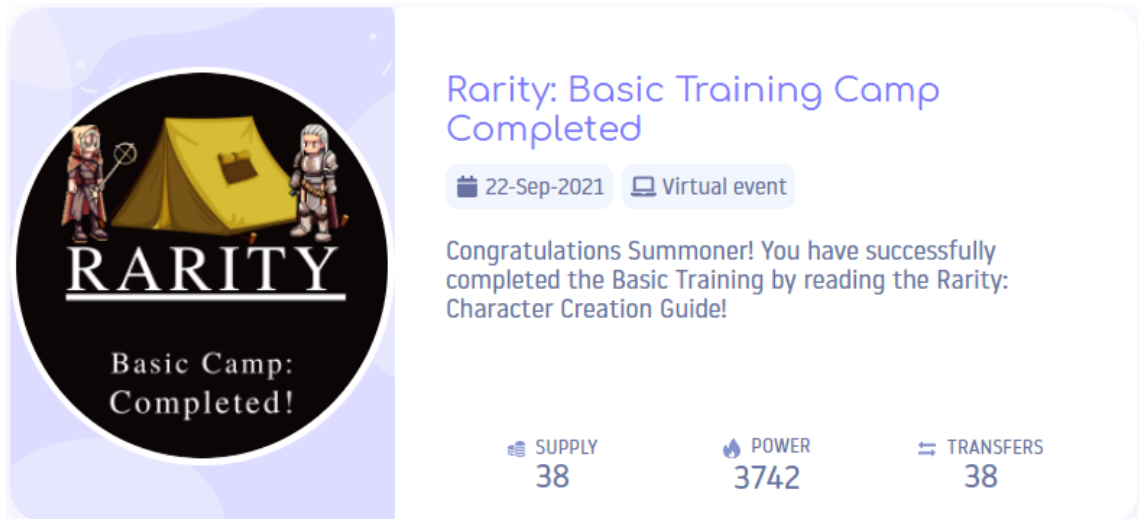 RARITY
Basic Camp:
Completed!
Rarity: Basic Training Camp
Completed
22-Sep-2021 Virtual event
Congratulations Summoner! You have successfully
completed the Basic Training by reading the Rarity:
Character Creation Guide!
SUPPLY POWER TRANSFERS
38 3742 38